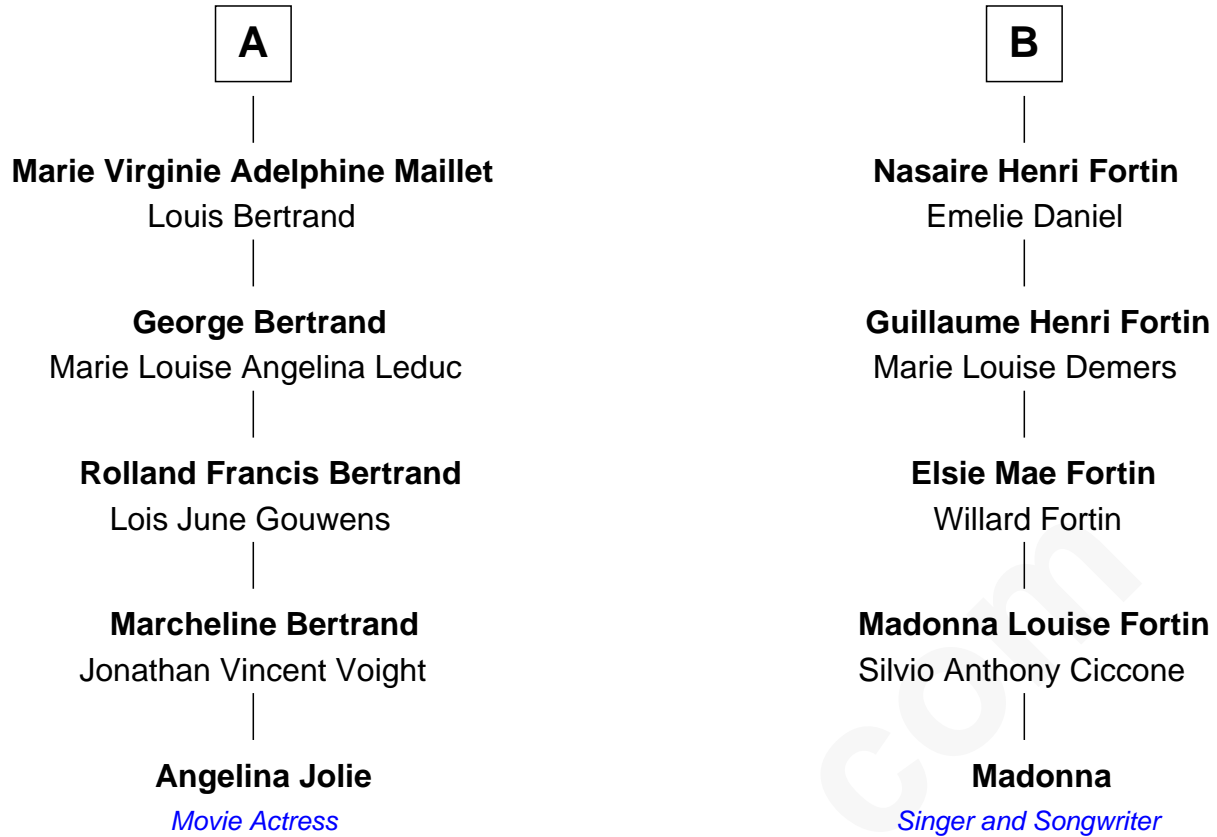 A
Marie Virginie Adelphine Maillet
Louis Bertrand
George Bertrand
Marie Louise Angelina Leduc
Rolland Francis Bertrand
Lois June Gouwens
Marcheline Bertrand
Jonathan Vincent Voight
Angelina Jolie
Movie Actress
B
Nasaire Henri Fortin
Emelie Daniel
Guillaume Henri Fortin
Marie Louise Demers
Elsie Mae Fortin
Willard Fortin
Madonna Louise Fortin
Silvio Anthony Ciccone
Madonna
Singer and Songwriter
com